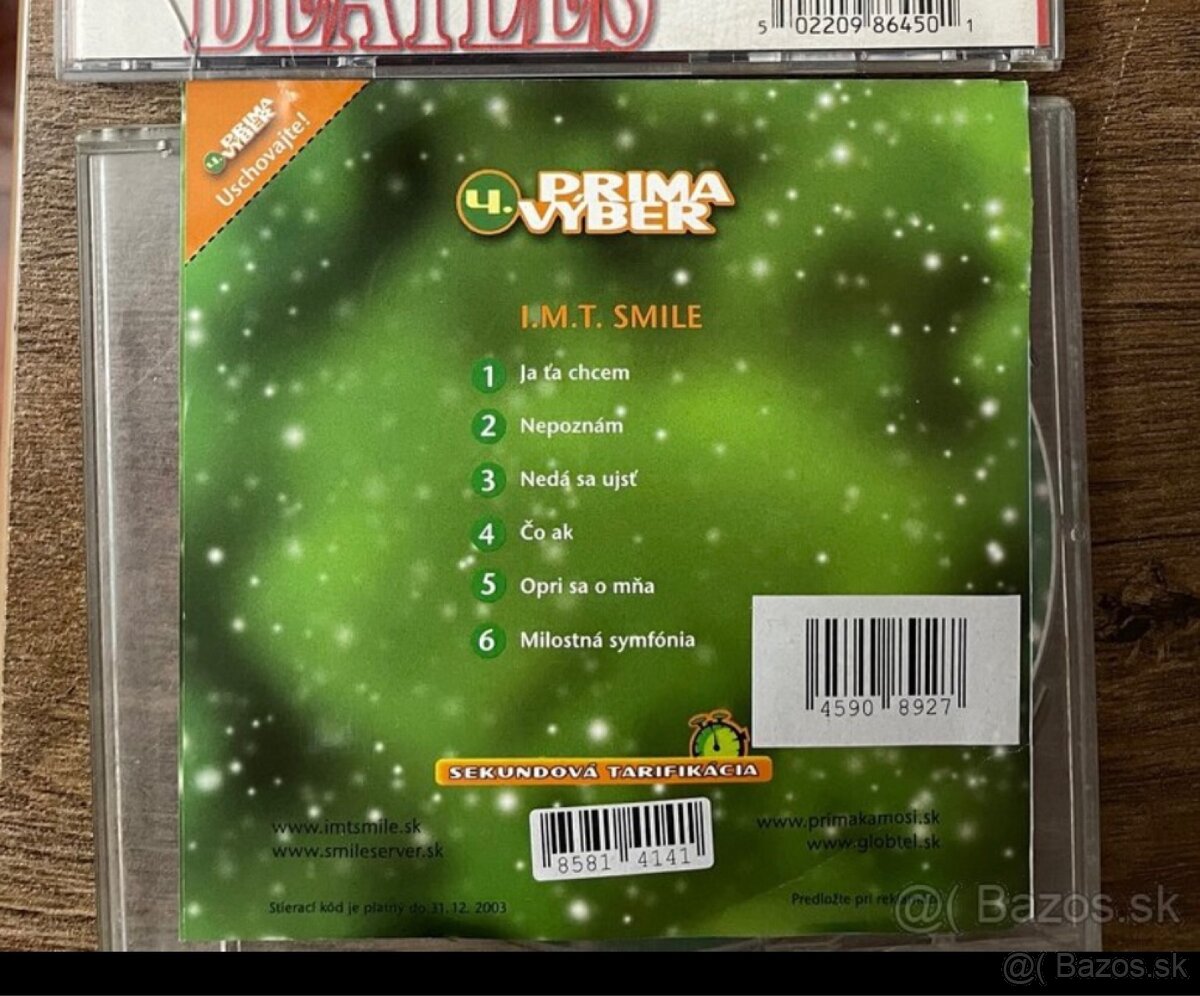 BEATLES
5 02209 86450 1
4. PRIMA
VÝBER
Uschovajte!
4. PRIMA
VÝBER
I.M.T. SMILE
1 Ja ťa chcem
2 Nepoznám
3 Nedá sa ujsť
4 Čo ak
5 Opri sa o mňa
6 Milostná symfónia
4590 8927
SEKUNDOVÁ TARIFIKÁCIA
www.imtsmile.sk
www.smileserver.sk
8581 4141
www.primakamosi.sk
www.globtel.sk
Stierací kód je platný do 31. 12. 2003
Predložte pri
@( Bazos.sk
@( Bazos.sk